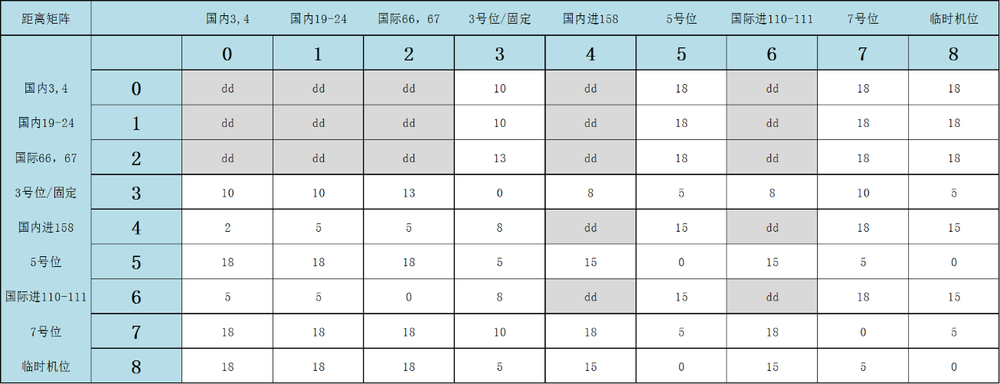 距离矩阵 国内3,4 国内19-24 国际66，67 3号位/固定 国内进158 5号位 国际进110-111 7号位 临时机位
0 1 2 3 4 5 6 7 8
国内3,4 0 dd dd dd 10 dd 18 dd 18 18
国内19-24 1 dd dd dd 10 dd 18 dd 18 18
国际66，67 2 dd dd dd 13 dd 18 dd 18 18
3号位/固定 3 10 10 13 0 8 5 8 10 5
国内进158 4 2 5 5 8 dd 15 dd 18 15
5号位 5 18 18 18 5 15 0 15 5 0
国际进110-111 6 5 5 0 8 dd 15 dd 18 15
7号位 7 18 18 18 10 18 5 18 0 5
临时机位 8 18 18 18 5 15 0 15 5 0